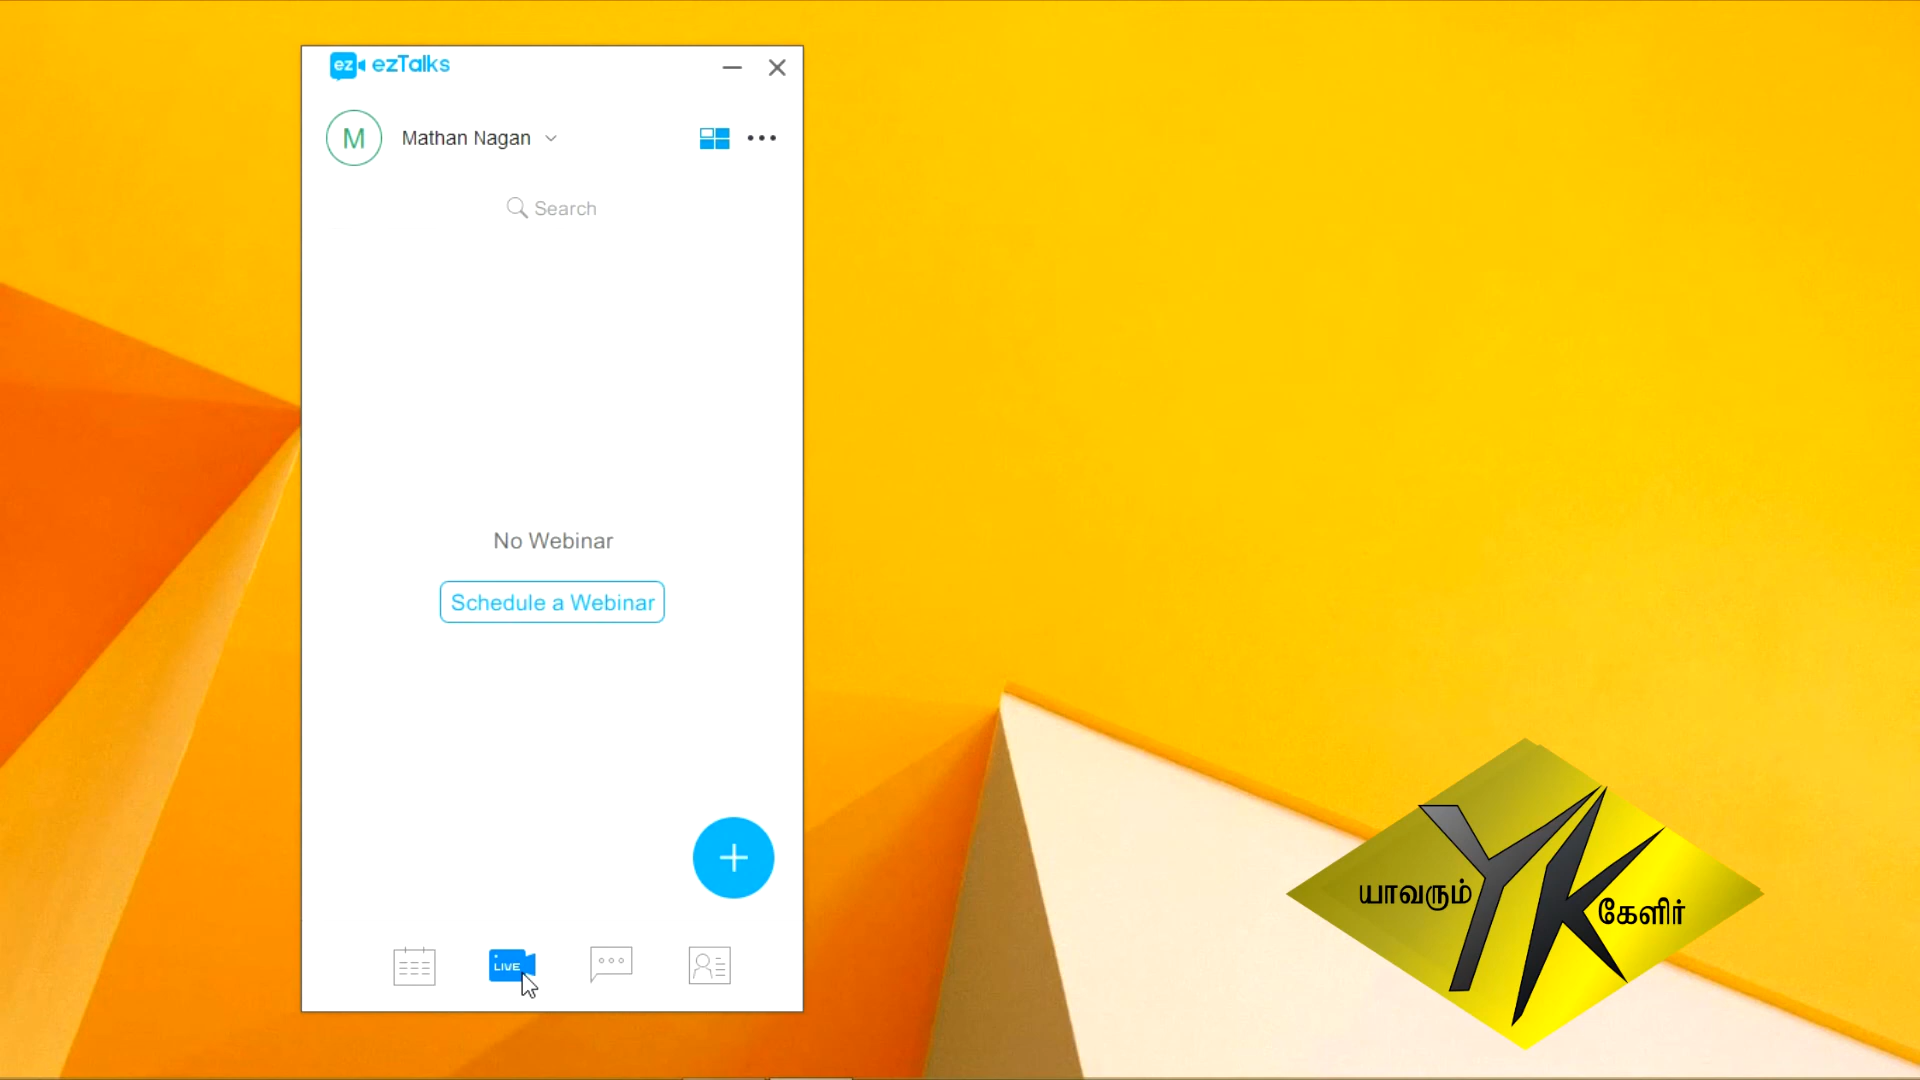 ez ezTalks
M Mathan Nagan
Search
No Webinar
Schedule a Webinar
LIVE
யாவரும் YK கேளிர்